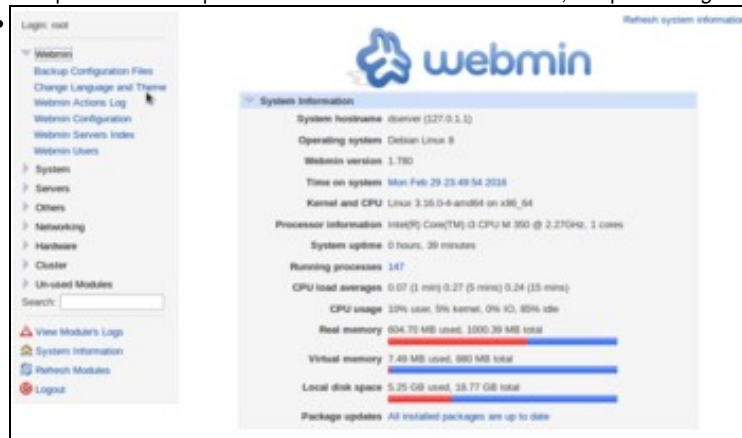 Login: root
Webmin
Backup Configuration Files
Change Language and Theme
Webmin Actions Log
Webmin Configuration
Webmin Servers Index
Webmin Users
System
Servers
Others
Networking
Hardware
Cluster
Un-used Modules
Search:
View Module's Logs
System Information
Refresh Modules
Logout
Refresh system information
webmin
System Information
System hostname dserver (127.0.1.1)
Operating system Debian Linux 8
Webmin version 1.780
Time on system Mon Feb 29 23:49:54 2016
Kernel and CPU Linux 3.16.0-4-amd64 on x86_64
Processor information Intel(R) Core(TM) i3 CPU M 350 @ 2.27GHz, 1 cores
System uptime 0 hours, 39 minutes
Running processes 147
CPU load averages 0.07 (1 min) 0.27 (5 mins) 0.24 (15 mins)
CPU usage 10% user, 5% kernel, 0% IO, 85% idle
Real memory 604.70 MB used, 1000.39 MB total
Virtual memory 7.49 MB used, 880 MB total
Local disk space 5.25 GB used, 18.77 GB total
Package updates All installed packages are up to date